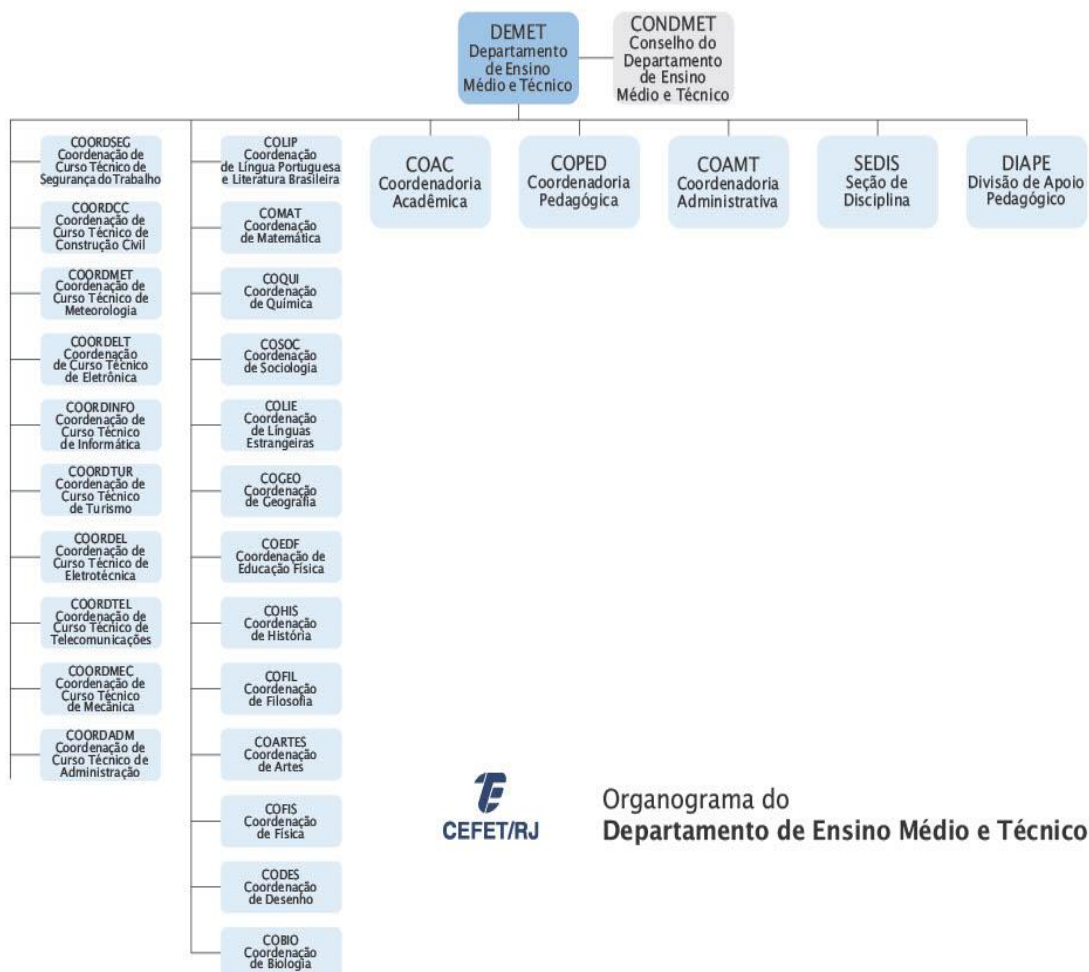 DEMET
Departamento
de Ensino
Médio e Técnico
CONDMET
Conselho do
Departamento
de Ensino
Médio e Técnico
COORDSEG
Coordenação de
Curso Técnico de
Segurança do Trabalho
COORDCC
Coordenação de
Curso Técnico de
Construção Civil
COORDMET
Coordenação de
Curso Técnico de
Meteorologia
COORDELT
Coordenação
de Curso Técnico
de Eletrônica
COORDINFO
Coordenação de
Curso Técnico
de Informática
COORDTUR
Coordenação de
Curso Técnico
de Turismo
COORDEL
Coordenação de
Curso Técnico de
Eletrotécnica
COORDTEL
Coordenação de
Curso Técnico de
Telecomunicações
COORDMEC
Coordenação de
Curso Técnico
de Mecânica
COORDADM
Coordenação de
Curso Técnico de
Administração
COLIP
Coordenação
de Língua Portuguesa
e Literatura Brasileira
COMAT
Coordenação
de Matemática
COQUI
Coordenação
de Química
COSOC
Coordenação
de Sociologia
COLIE
Coordenação
de Línguas
Estrangeiras
COGEO
Coordenação
de Geografia
COEDF
Coordenação de
Educação Física
COHIS
Coordenação
de História
COFIL
Coordenação
de Filosofia
COARTES
Coordenação
de Artes
COFIS
Coordenação
de Física
CODES
Coordenação
de Desenho
COBIO
Coordenação
de Biologia
COAC
Coordenadoria
Acadêmica
COPED
Coordenadoria
Pedagógica
COAMT
Coordenadoria
Administrativa
SEDIS
Seção de
Disciplina
DIAPE
Divisão de Apoio
Pedagógico
CEFET/RJ
Organograma do
Departamento de Ensino Médio e Técnico